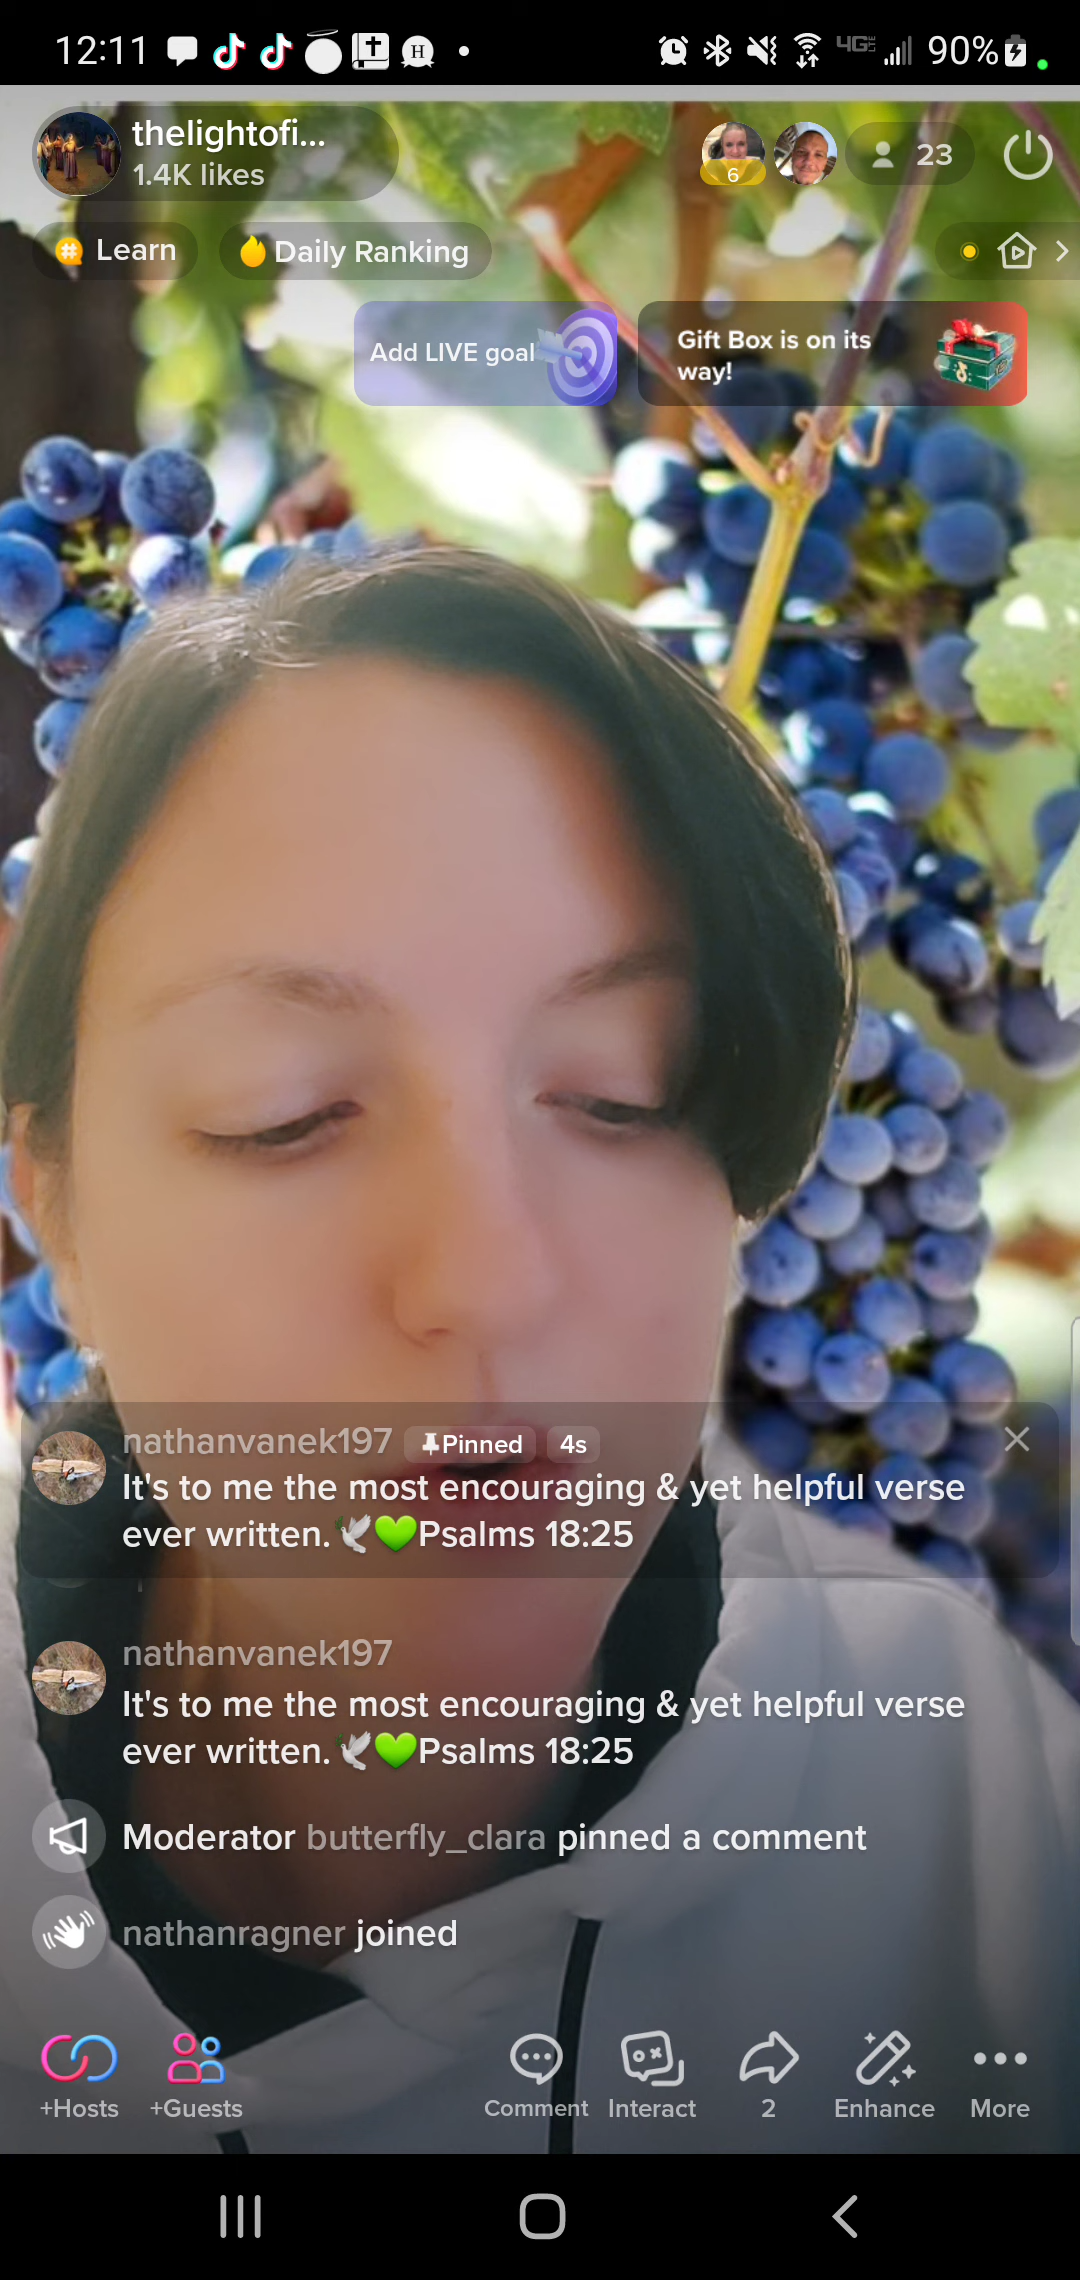 12:11
H
4G LTE
90%
thelightofi...
1.4K likes
6
23
Learn
Daily Ranking
Add LIVE goal
Gift Box is on its
way!
nathanvanek197 Pinned 4s
It's to me the most encouraging & yet helpful verse
ever written.🕊💚Psalms 18:25
nathanvanek197
It's to me the most encouraging & yet helpful verse
ever written.🕊💚Psalms 18:25
Moderator butterfly_clara pinned a comment
nathanragner joined
+Hosts
+Guests
Comment
Interact
2
Enhance
More